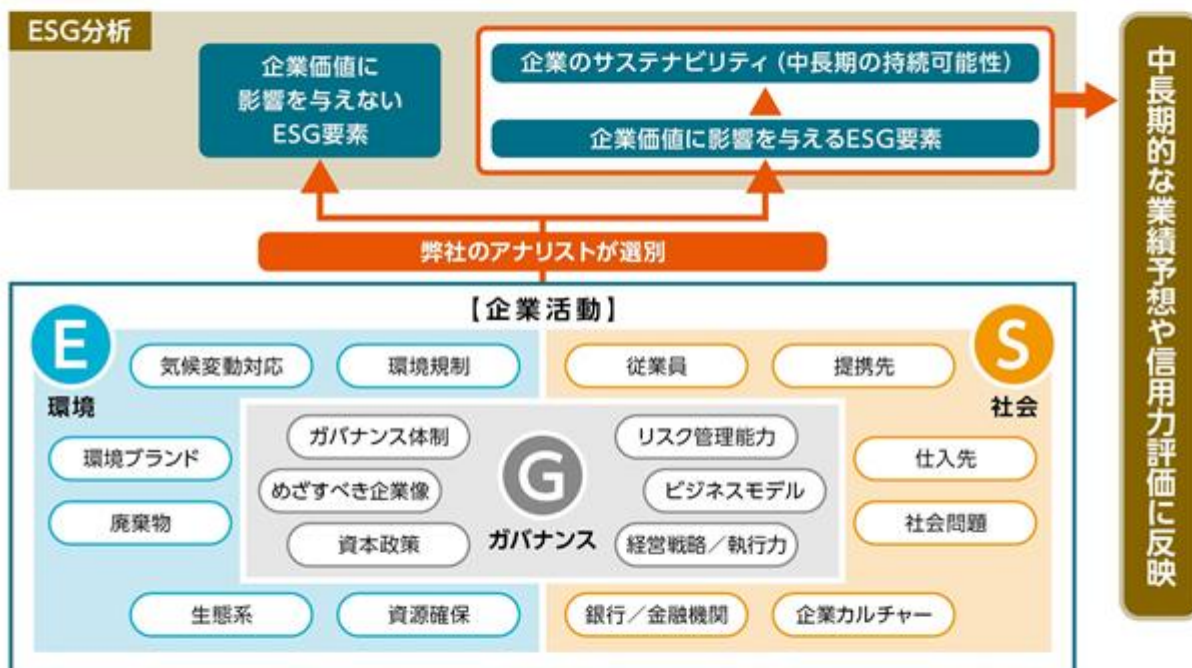 ESG分析
企業価値に
影響を与えない
ESG要素
企業のサステナビリティ（中長期の持続可能性）
企業価値に影響を与えるESG要素
中長期的な業績予想や信用力評価に反映
弊社のアナリストが選別
【企業活動】
E
環境
S
社会
気候変動対応
環境規制
従業員
提携先
環境ブランド
廃棄物
ガバナンス体制
めざすべき企業像
資本政策
G
ガバナンス
リスク管理能力
ビジネスモデル
経営戦略／執行力
仕入先
社会問題
生態系
資源確保
銀行／金融機関
企業カルチャー